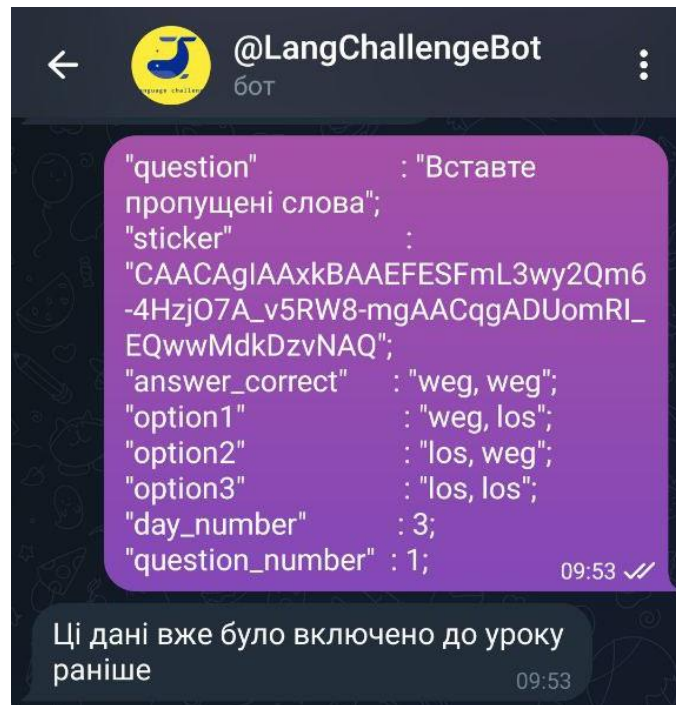 @LangChallengeBot
бот
"question" : "Вставте
пропущені слова";
"sticker" :
"CAACAgIAAxkBAAEFESFmL3wy2Qm6
-4HzjO7A_v5RW8-mgAACqgADUomRI_
EQwwMdkDzvNAQ";
"answer_correct" : "weg, weg";
"option1" : "weg, los";
"option2" : "los, weg";
"option3" : "los, los";
"day_number" : 3;
"question_number" : 1;
09:53
Ці дані вже було включено до уроку
раніше
09:53